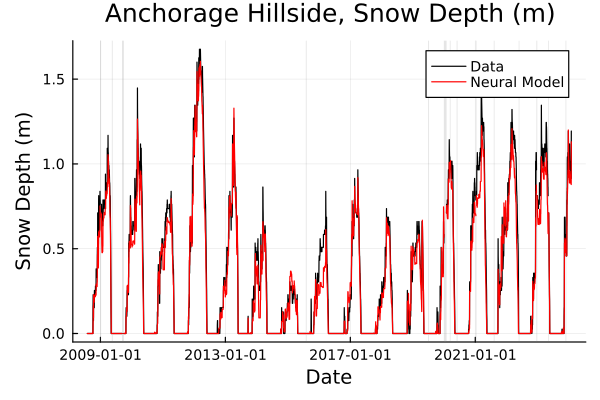 Anchorage Hillside, Snow Depth (m)
Data
Neural Model
Snow Depth (m)
1.5
1.0
0.5
0.0
2009-01-01 2013-01-01 2017-01-01 2021-01-01
Date